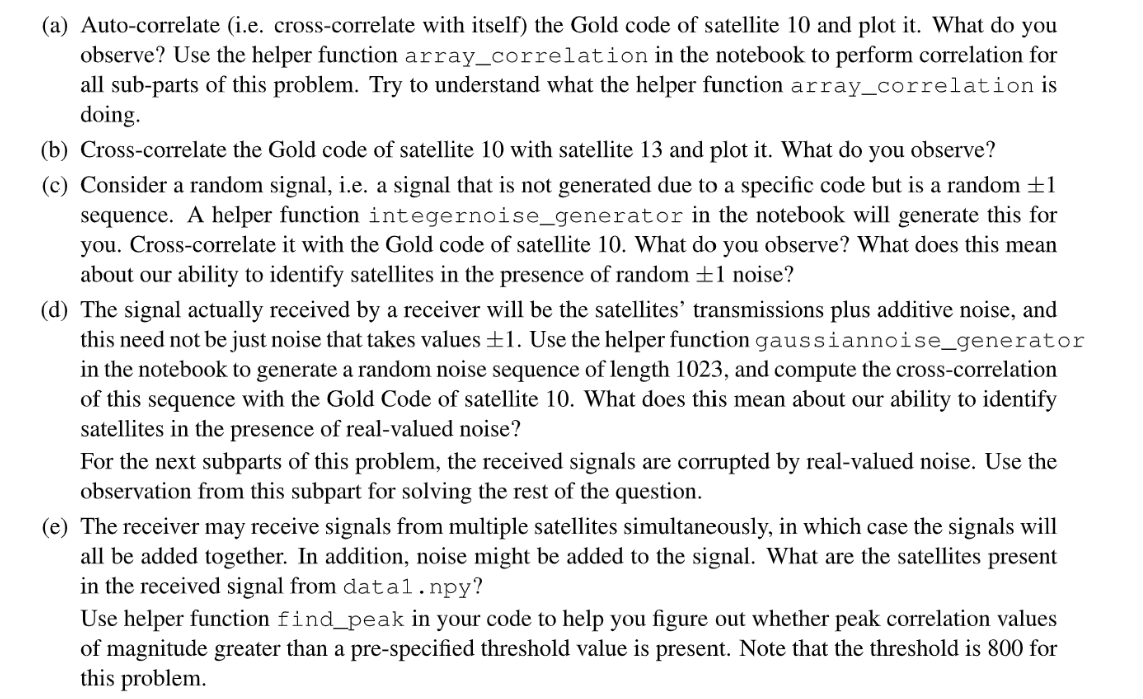 (a) Auto-correlate (i.e. cross-correlate with itself) the Gold code of satellite 10 and plot it. What do you
observe? Use the helper function array_correlation in the notebook to perform correlation for
all sub-parts of this problem. Try to understand what the helper function array_correlation is
doing.
(b) Cross-correlate the Gold code of satellite 10 with satellite 13 and plot it. What do you observe?
(c) Consider a random signal, i.e. a signal that is not generated due to a specific code but is a random ±1
sequence. A helper function integernoise_generator in the notebook will generate this for
you. Cross-correlate it with the Gold code of satellite 10. What do you observe? What does this mean
about our ability to identify satellites in the presence of random ±1 noise?
(d) The signal actually received by a receiver will be the satellites' transmissions plus additive noise, and
this need not be just noise that takes values ±1. Use the helper function gaussiannoise_generator
in the notebook to generate a random noise sequence of length 1023, and compute the cross-correlation
of this sequence with the Gold Code of satellite 10. What does this mean about our ability to identify
satellites in the presence of real-valued noise?
For the next subparts of this problem, the received signals are corrupted by real-valued noise. Use the
observation from this subpart for solving the rest of the question.
(e) The receiver may receive signals from multiple satellites simultaneously, in which case the signals will
all be added together. In addition, noise might be added to the signal. What are the satellites present
in the received signal from data1.npy?
Use helper function find_peak in your code to help you figure out whether peak correlation values
of magnitude greater than a pre-specified threshold value is present. Note that the threshold is 800 for
this problem.